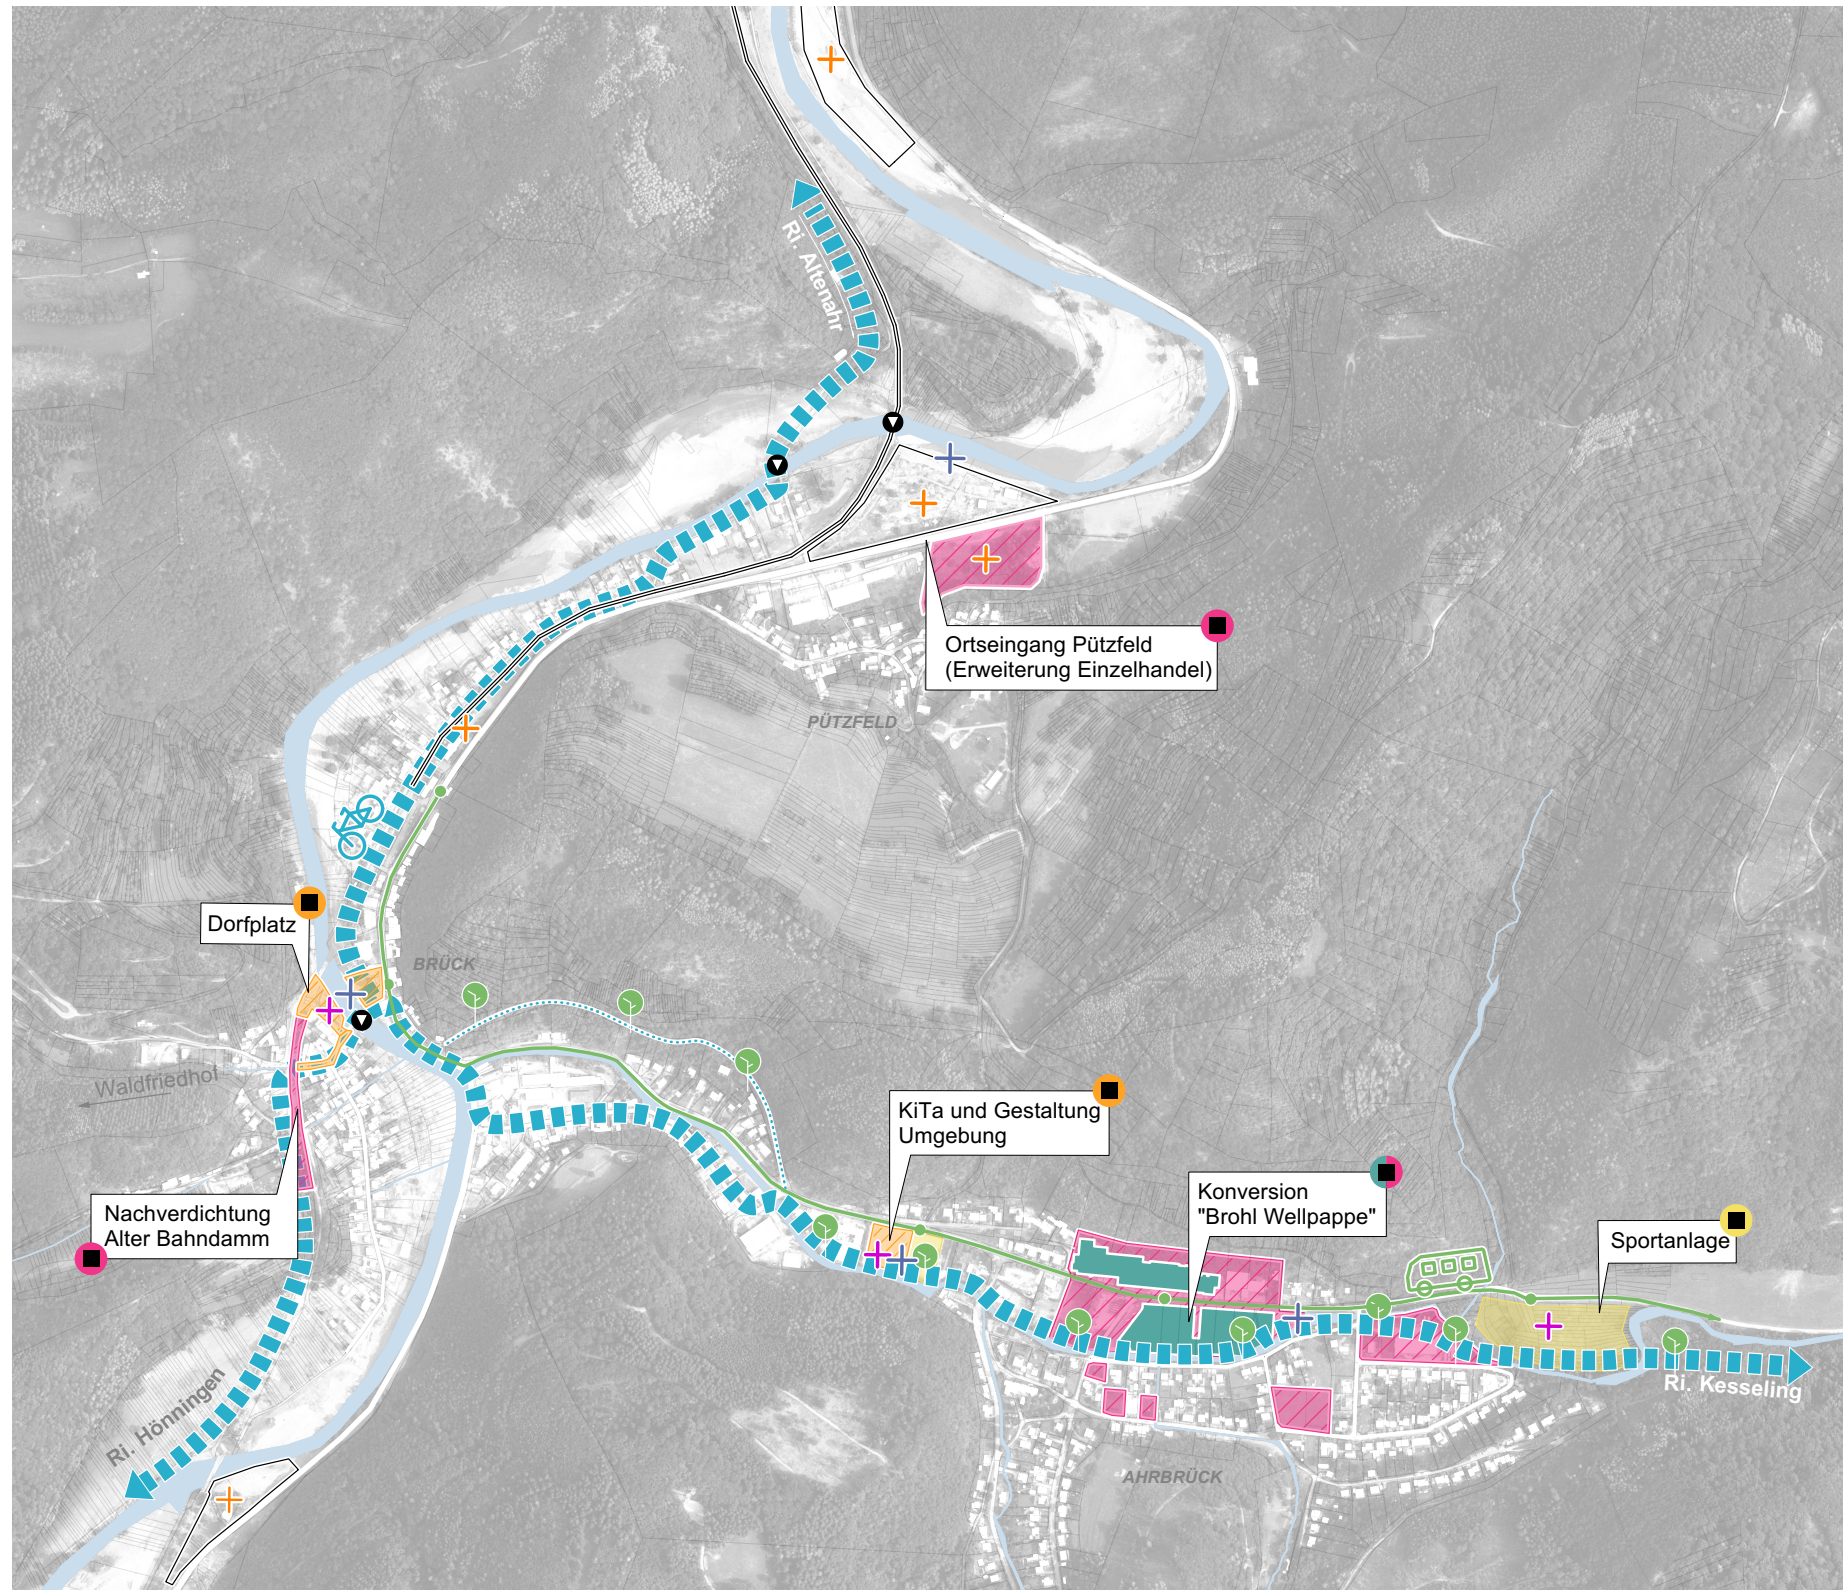 Ri. Altenahr
Ortseingang Pützfeld
(Erweiterung Einzelhandel)
PÜTZFELD
Dorfplatz
BRÜCK
Waldfriedhof
KiTa und Gestaltung
Umgebung
Konversion
"Brohl Wellpappe"
Nachverdichtung
Alter Bahndamm
Sportanlage
Ri. Kesseling
Ri. Hönningen
AHRBRÜCK